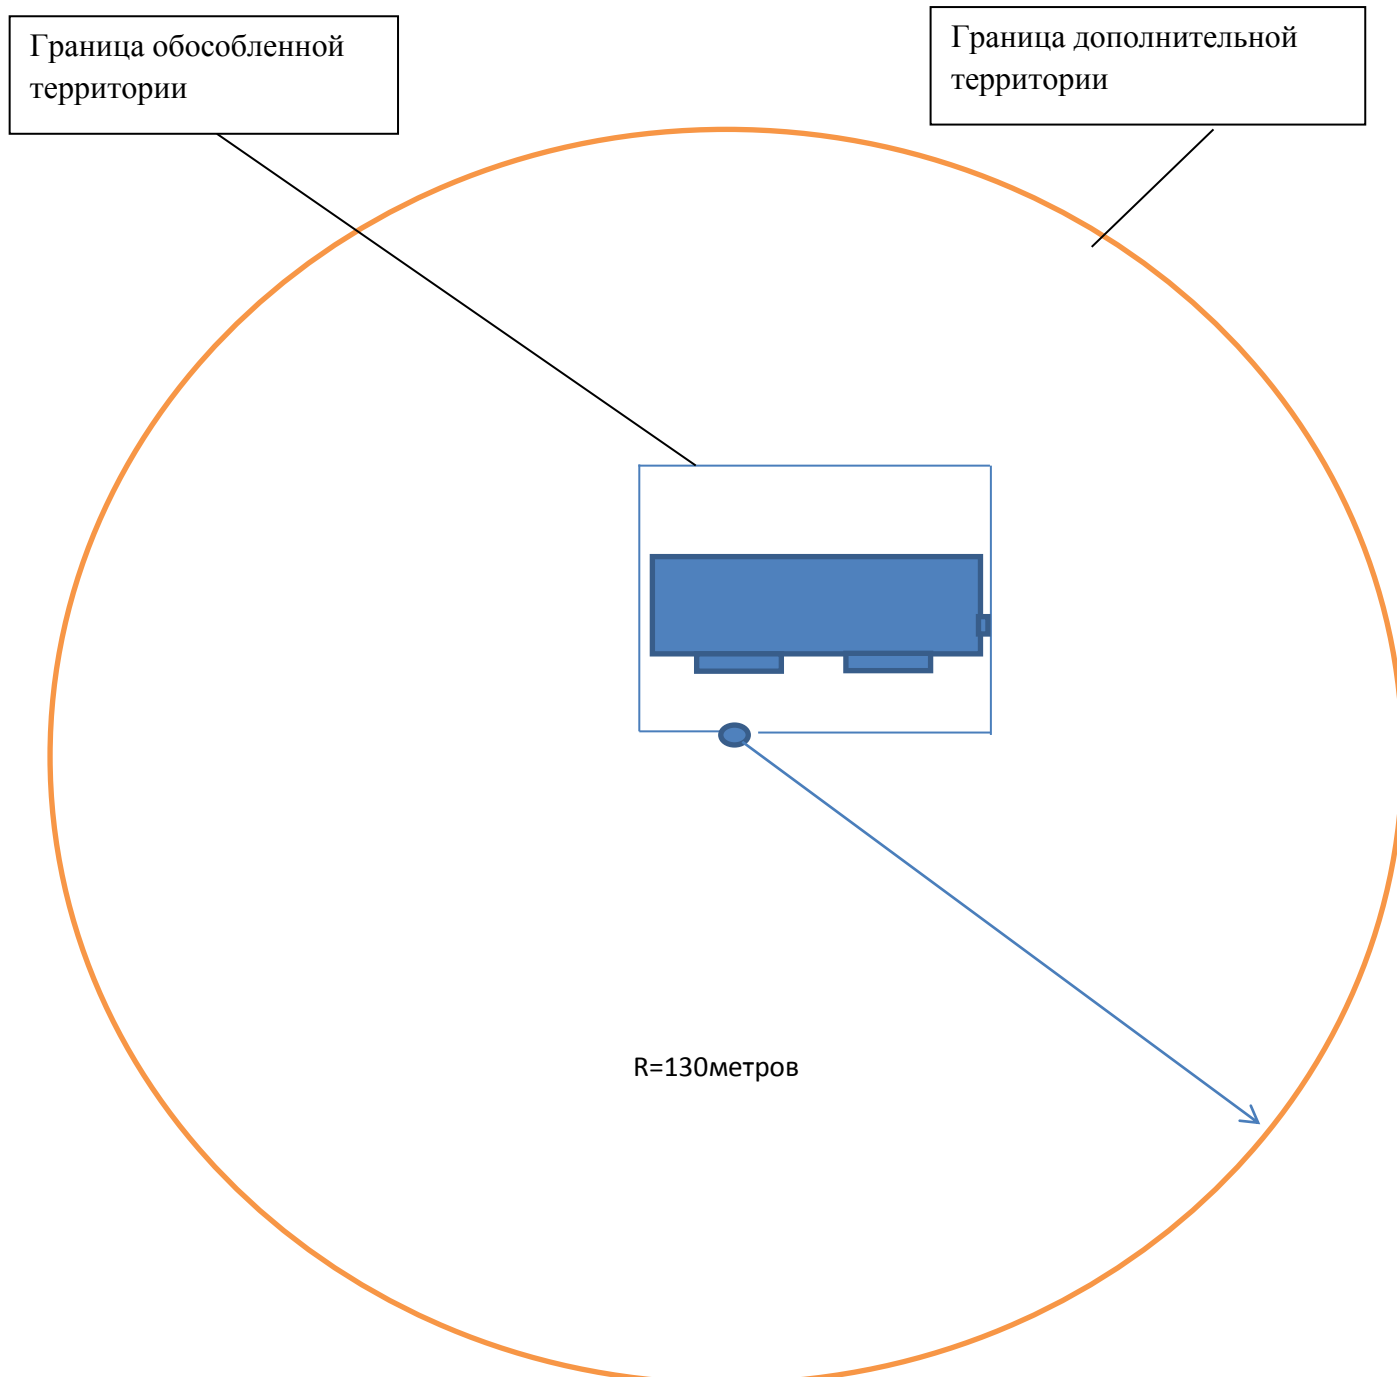 Граница обособленной
территории
Граница дополнительной
территории
R=130метров